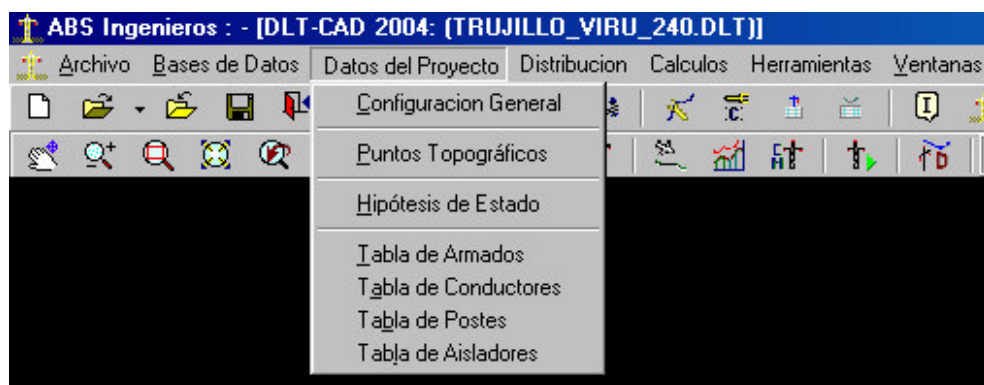 ABS Ingenieros : - [DLT-CAD 2004: (TRUJILLO_VIRU_240.DLT)]
Archivo Bases de Datos Datos del Proyecto Distribucion Calculos Herramientas Ventanas
Configuracion General
Puntos Topográficos
Hipótesis de Estado
Tabla de Armados
Tabla de Conductores
Tabla de Postes
Tabla de Aisladores